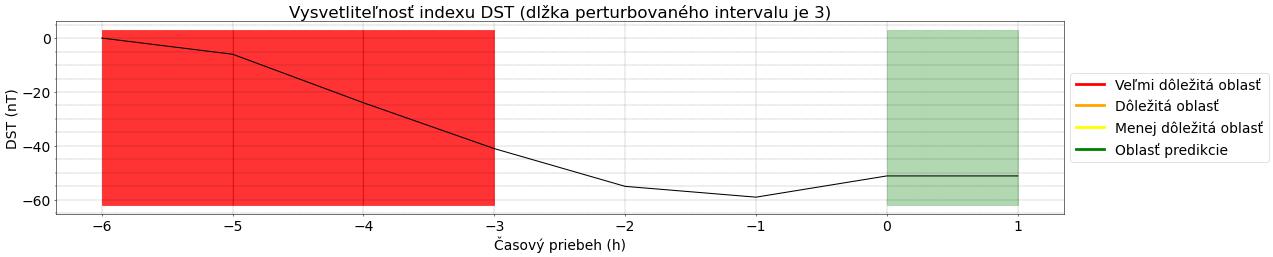 Vysvetliteľnosť indexu DST (dlžka perturbovaného intervalu je 3)
DST (nT)
0
−20
−40
−60
−6
−5
−4
−3
−2
−1
0
1
Časový priebeh (h)
Veľmi dôležitá oblasť
Dôležitá oblasť
Menej dôležitá oblasť
Oblasť predikcie